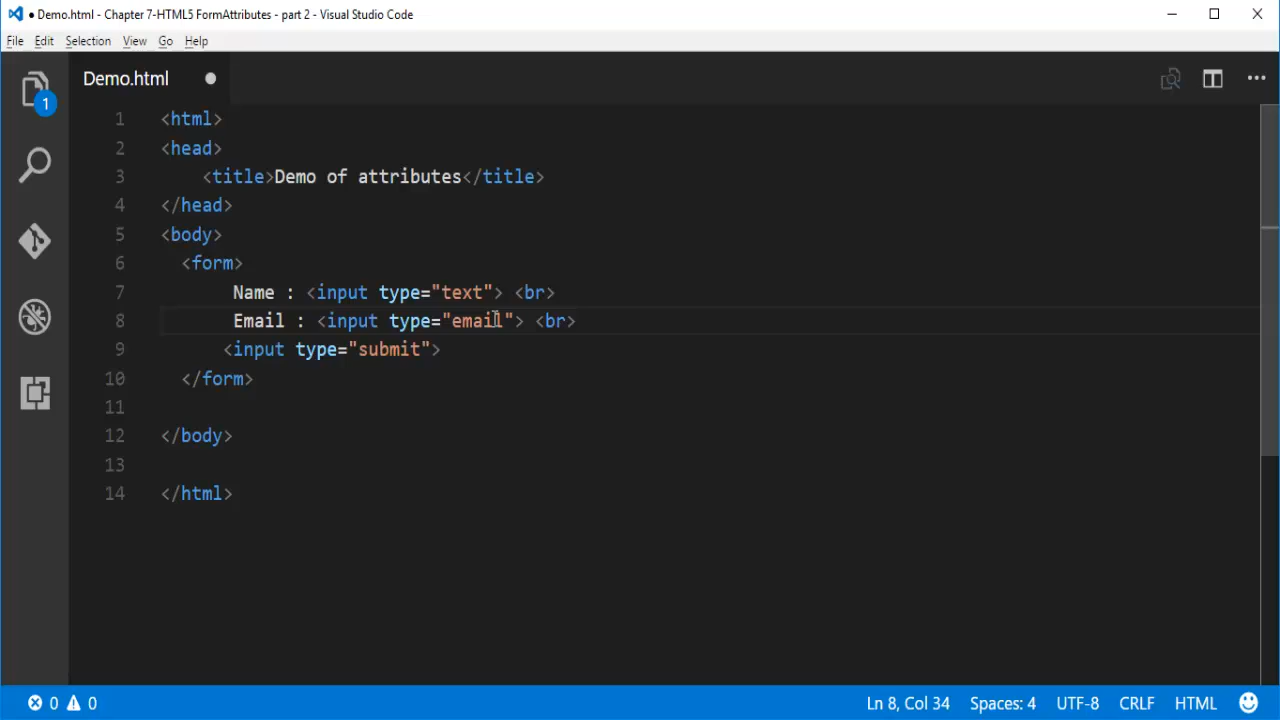 ● Demo.html - Chapter 7-HTML5 FormAttributes - part 2 - Visual Studio Code
File Edit Selection View Go Help
Demo.html ●
1
1 <html>
2 <head>
3 <title>Demo of attributes</title>
4 </head>
5 <body>
6 <form>
7 Name : <input type="text"> <br>
8 Email : <input type="email"> <br>
9 <input type="submit">
10 </form>
11
12 </body>
13
14 </html>
0 0 Ln 8, Col 34 Spaces: 4 UTF-8 CRLF HTML